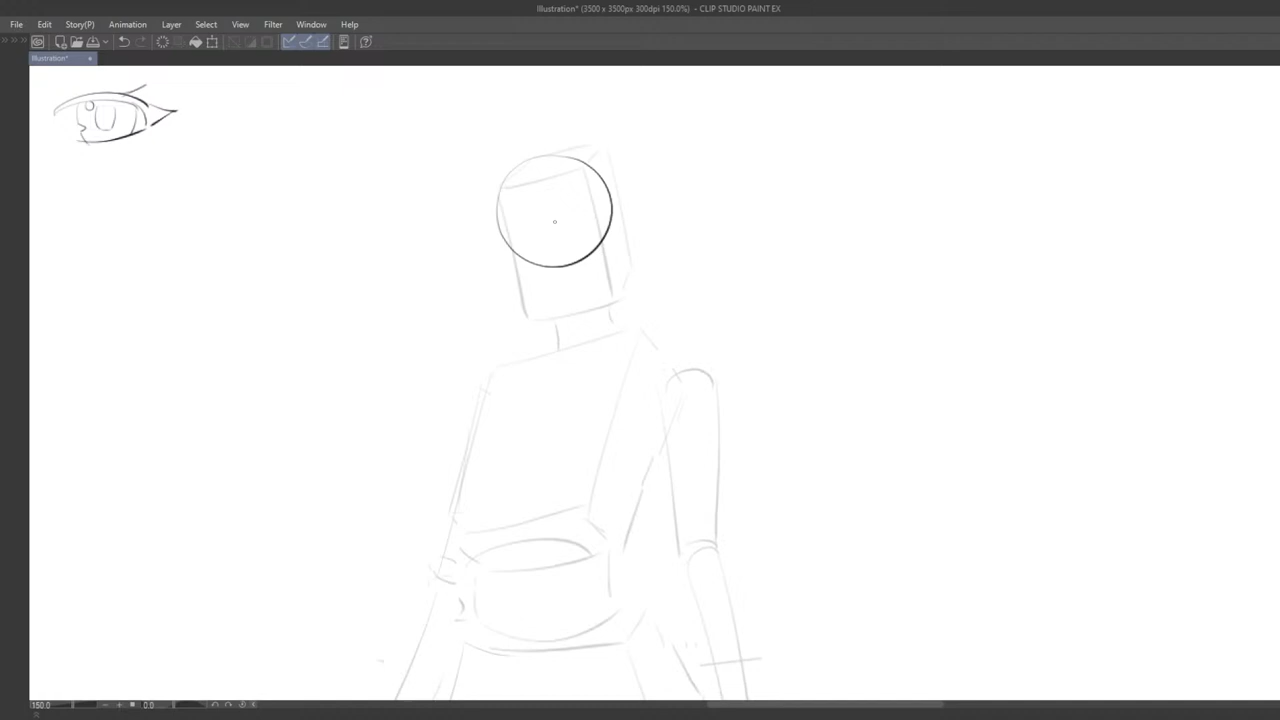 Illustration* (3500 x 3500px 300dpi 150.0%) - CLIP STUDIO PAINT EX
File Edit Story(P) Animation Layer Select View Filter Window Help
Illustration*
150.0 0.0